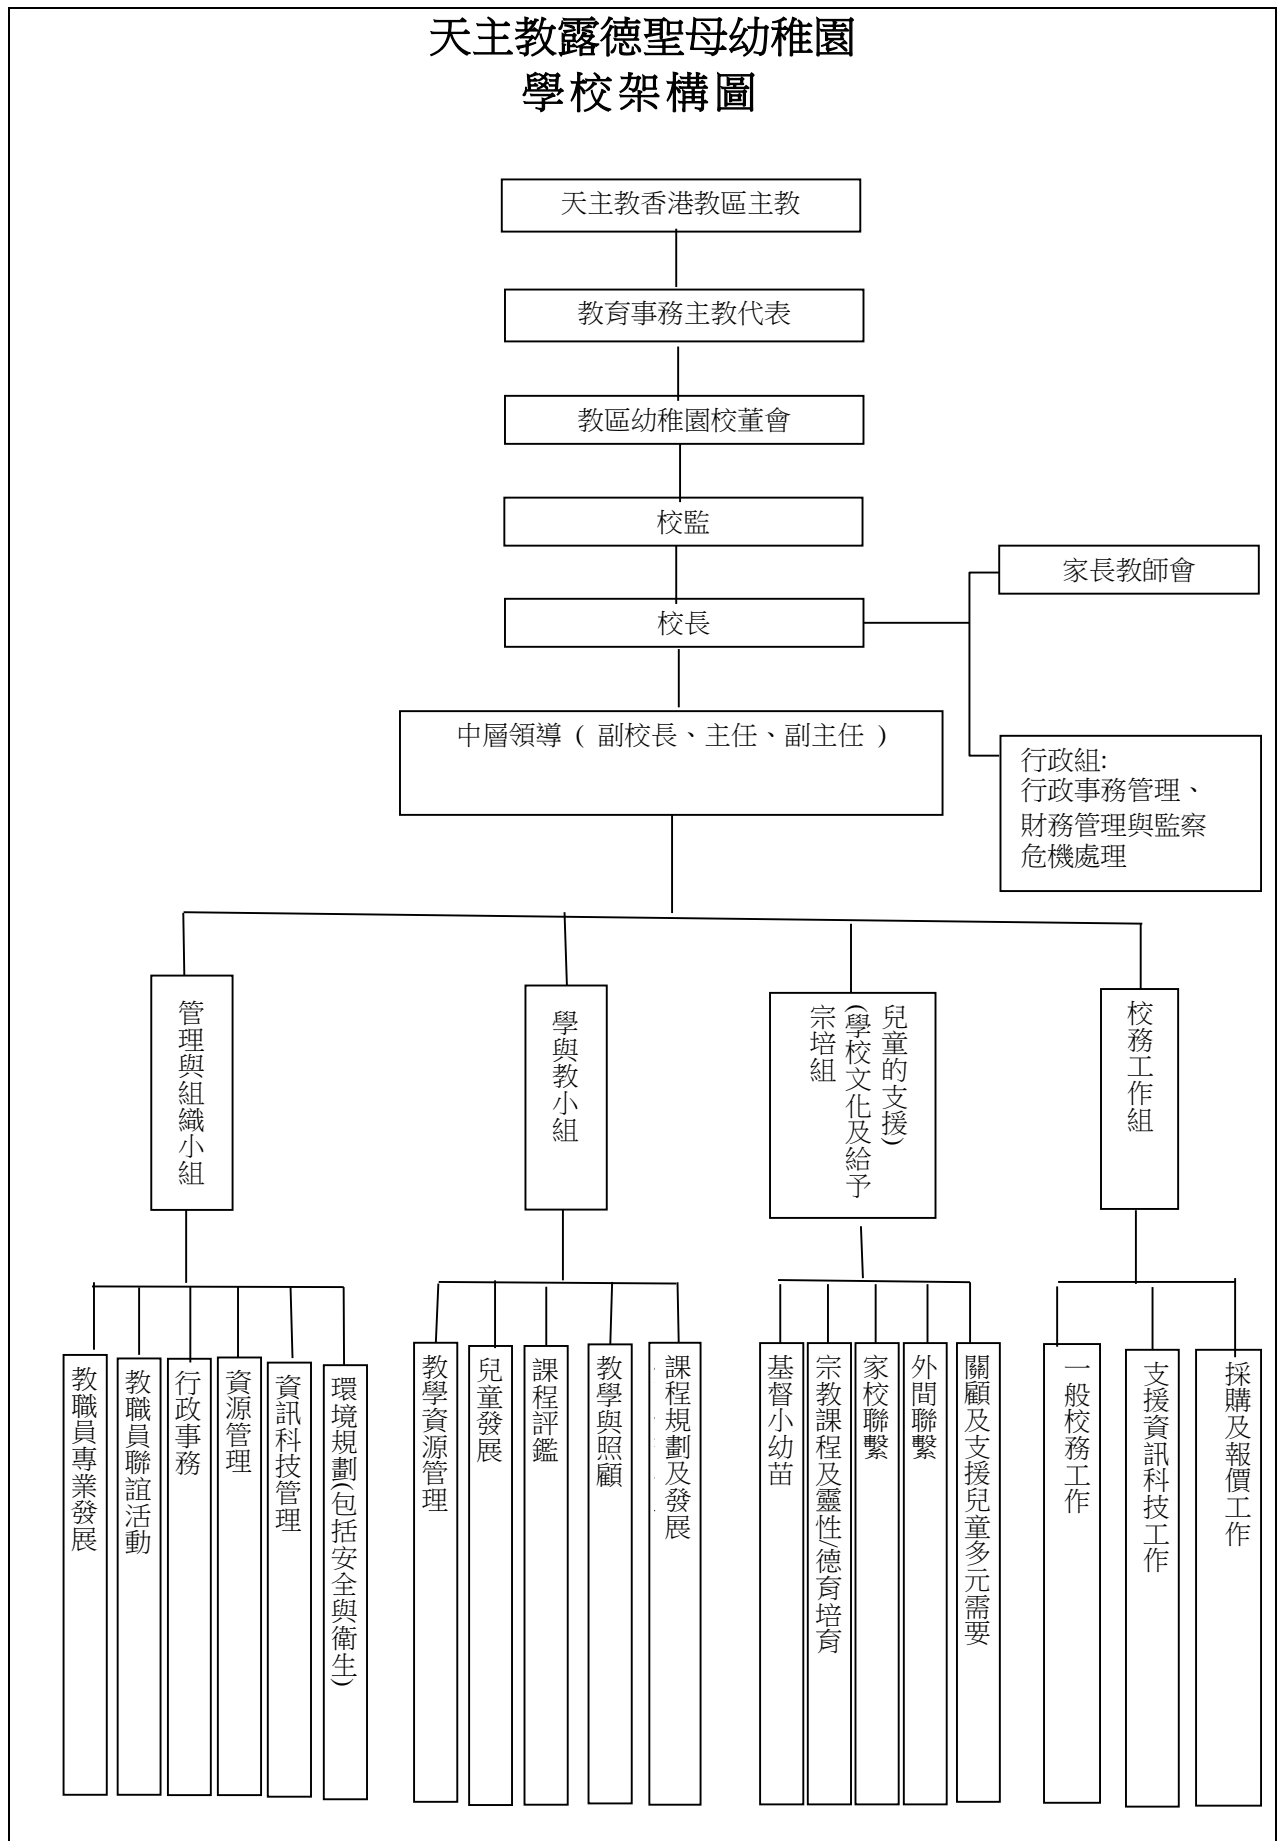 天主教露德聖母幼稚園
學校架構圖
天主教香港教區主教
教育事務主教代表
教區幼稚園校董會
校監
家長教師會
校長
中層領導（副校長、主任、副主任）
行政組:
行政事務管理、
財務管理與監察
危機處理
管理與組織小組
學與教小組
宗培組
(學校文化及給予
兒童的支援)
校務工作組
教職員專業發展
教職員聯誼活動
行政事務
資源管理
資訊科技管理
環境規劃(包括安全與衛生)
教學資源管理
兒童發展
課程評鑑
教學與照顧
課程規劃及發展
基督小幼苗
宗教課程及靈性/德育培育
家校聯繫
外間聯繫
關顧及支援兒童多元需要
一般校務工作
支援資訊科技工作
採購及報價工作